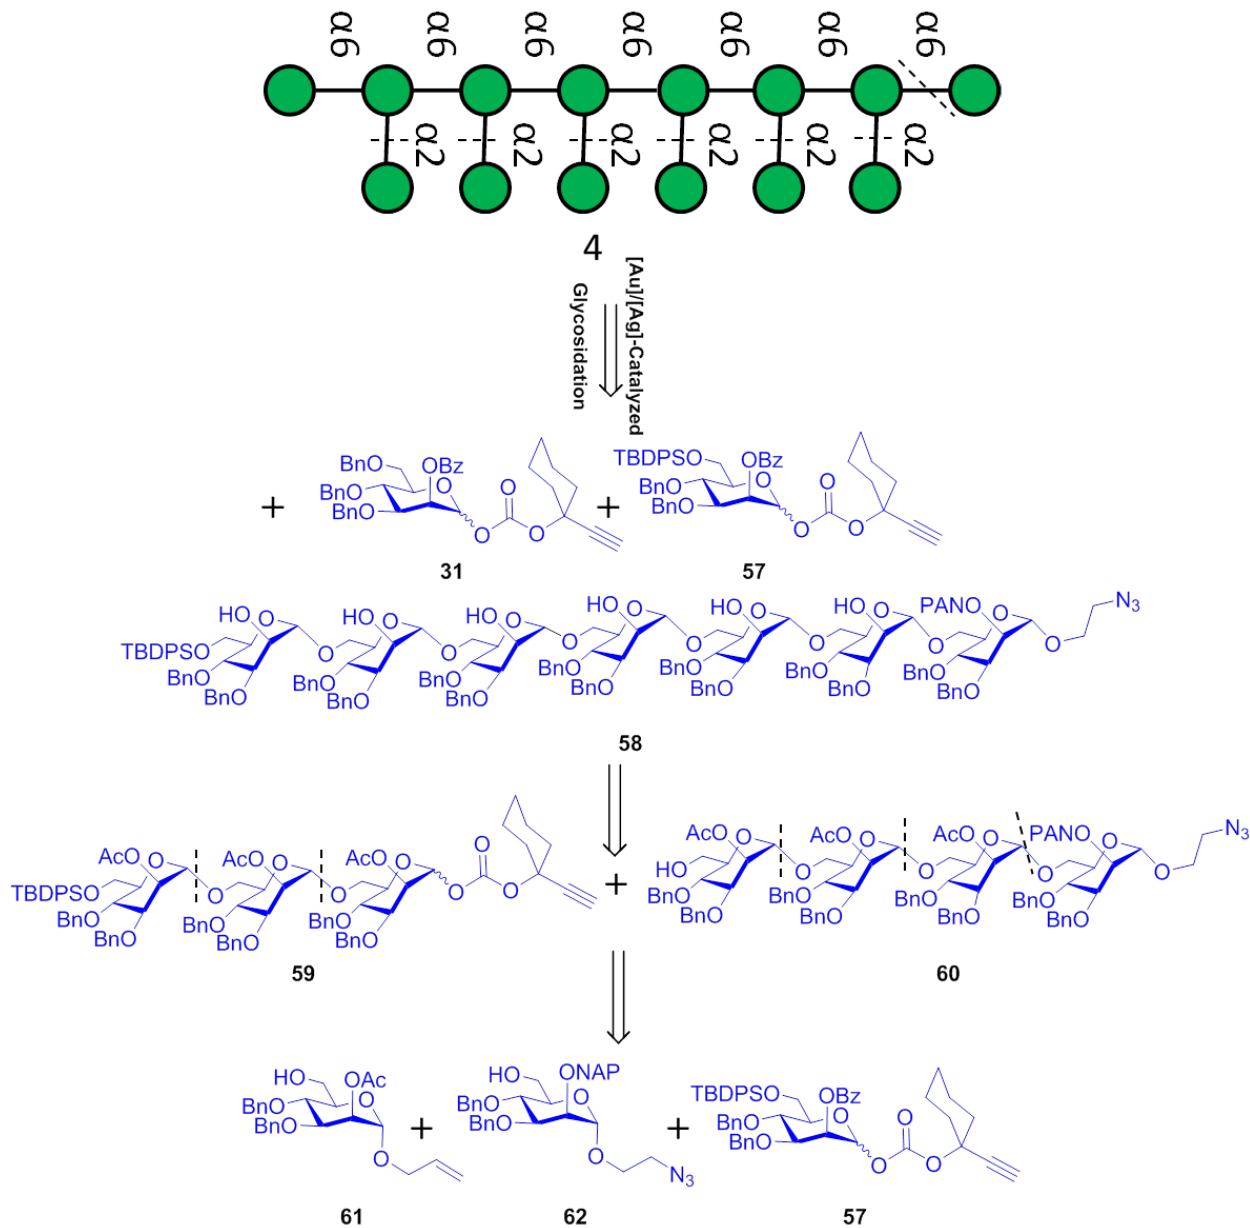 α6 α6 α6 α6 α6 α6 α6
α2 α2 α2 α2 α2 α2
4
[Au]/[Ag]-Catalyzed
Glycosidation
+
BnO
OBz
O
BnO
BnO
O
O
O
31
+
TBDPSO
OBz
O
BnO
BnO
O
O
O
57
HO O HO O HO O HO O HO O HO O PANO O
TBDPSO O O O O O O O N3
BnO BnO BnO BnO BnO BnO BnO
BnO BnO BnO BnO BnO BnO BnO
58
AcO O AcO O AcO O
TBDPSO O O O O O
BnO BnO BnO
BnO BnO BnO
59
+
AcO O AcO O AcO O PANO O
HO O O O O N3
BnO BnO BnO BnO
BnO BnO BnO BnO
60
HO
OAc
O
BnO
BnO
O
61
+
HO
ONAP
O
BnO
BnO
O
N3
62
+
TBDPSO
OBz
O
BnO
BnO
O
O
O
57